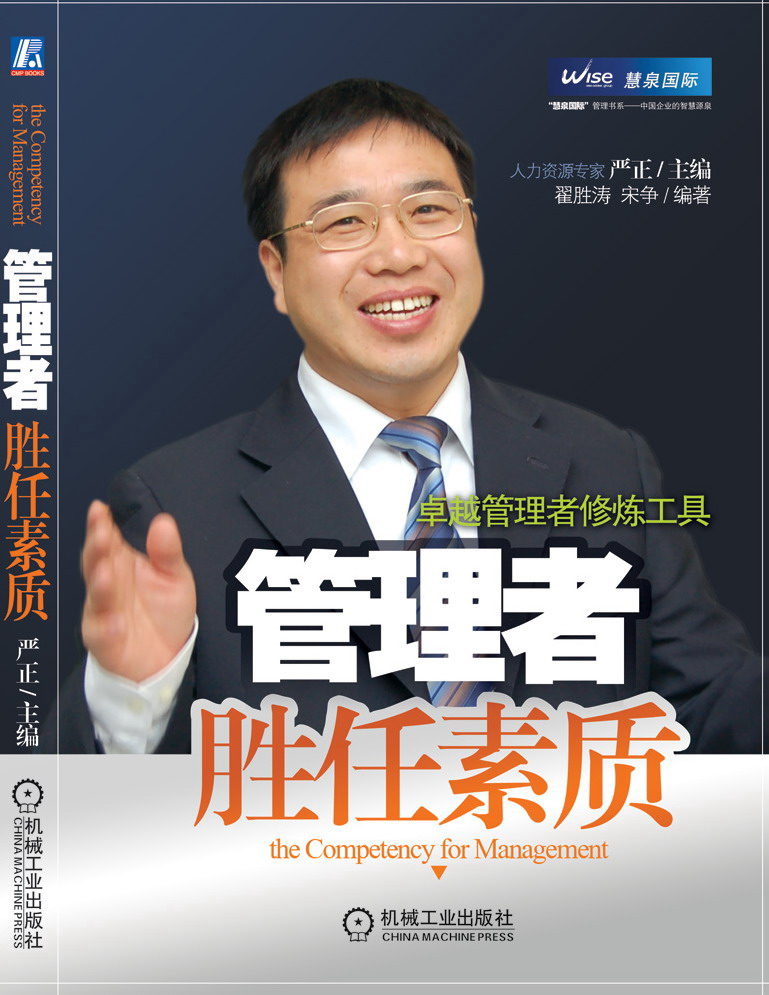 CMP BOOKS
the Competency
for Management
管理者
胜任素质
严正/主编
机械工业出版社
CHINA MACHINE PRESS
Wise 慧泉国际
“慧泉国际”管理书系——中国企业的智慧源泉
人力资源专家 严正/主编
翟胜涛 宋争/编著
卓越管理者修炼工具
管理者
胜任素质
the Competency for Management
机械工业出版社
CHINA MACHINE PRESS